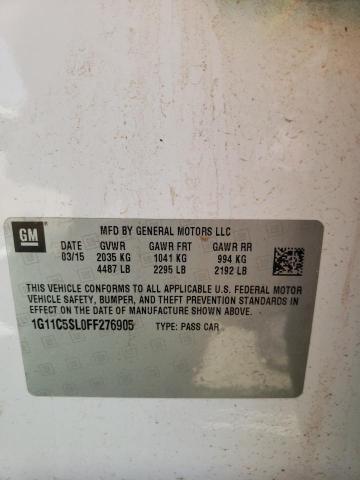 GM
MFD BY GENERAL MOTORS LLC
DATE GVWR GAWR FRT GAWR RR
03/15 2035 KG 1041 KG 994 KG
4487 LB 2295 LB 2192 LB
THIS VEHICLE CONFORMS TO ALL APPLICABLE U.S. FEDERAL MOTOR
VEHICLE SAFETY, BUMPER, AND THEFT PREVENTION STANDARDS IN
EFFECT ON THE DATE OF MANUFACTURE SHOWN ABOVE.
1G11C5SL0FF276905 TYPE: PASS CAR